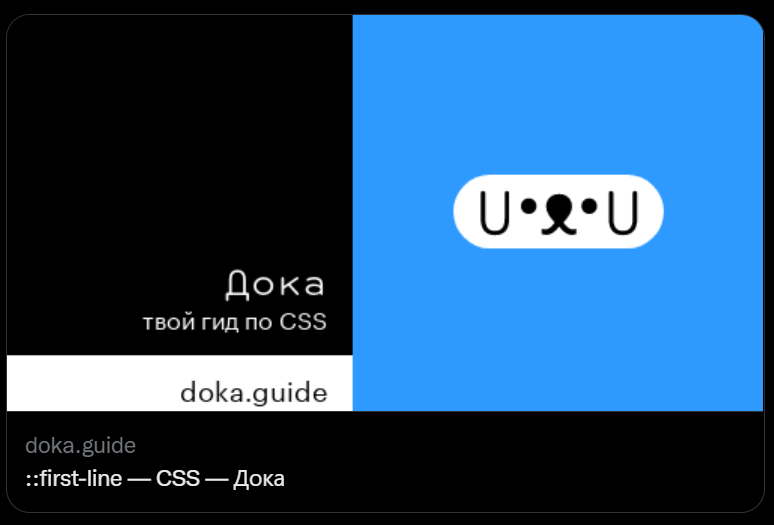 Дока
твой гид по CSS
doka.guide
U•ᴥ•U
doka.guide
::first-line — CSS — Дока